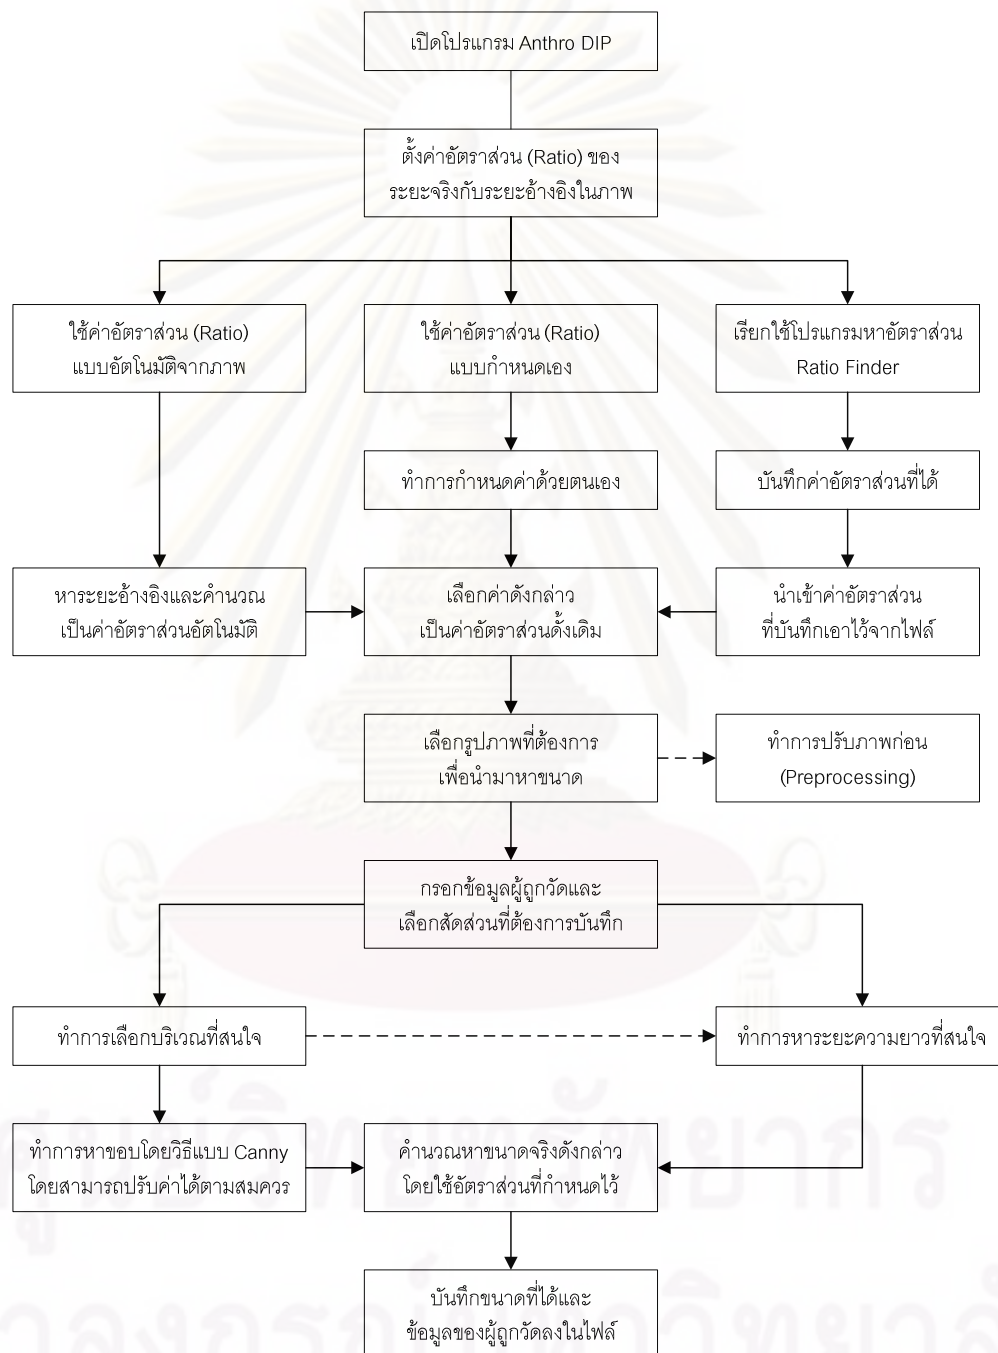 เปิดโปรแกรม Anthro DIP
ตั้งค่าอัตราส่วน (Ratio) ของ
ระยะจริงกับระยะอ้างอิงในภาพ
ใช้ค่าอัตราส่วน (Ratio)
แบบอัตโนมัติจากภาพ
ใช้ค่าอัตราส่วน (Ratio)
แบบกำหนดเอง
เรียกใช้โปรแกรมหาอัตราส่วน
Ratio Finder
ทำการกำหนดค่าด้วยตนเอง
บันทึกค่าอัตราส่วนที่ได้
หาระยะอ้างอิงและคำนวณ
เป็นค่าอัตราส่วนอัตโนมัติ
เลือกค่าดังกล่าว
เป็นค่าอัตราส่วนดั้งเดิม
นำเข้าค่าอัตราส่วน
ที่บันทึกเอาไว้จากไฟล์
เลือกรูปภาพที่ต้องการ
เพื่อนำมาหาขนาด
ทำการปรับภาพก่อน
(Preprocessing)
กรอกข้อมูลผู้ถูกวัดและ
เลือกสัดส่วนที่ต้องการบันทึก
ทำการเลือกบริเวณที่สนใจ
ทำการหาระยะความยาวที่สนใจ
ทำการหาขอบโดยวิธีแบบ Canny
โดยสามารถปรับค่าได้ตามสมควร
คำนวณหาขนาดจริงดังกล่าว
โดยใช้อัตราส่วนที่กำหนดไว้
บันทึกขนาดที่ได้และ
ข้อมูลของผู้ถูกวัดลงในไฟล์
ศูนย์วิทยทรัพยากร